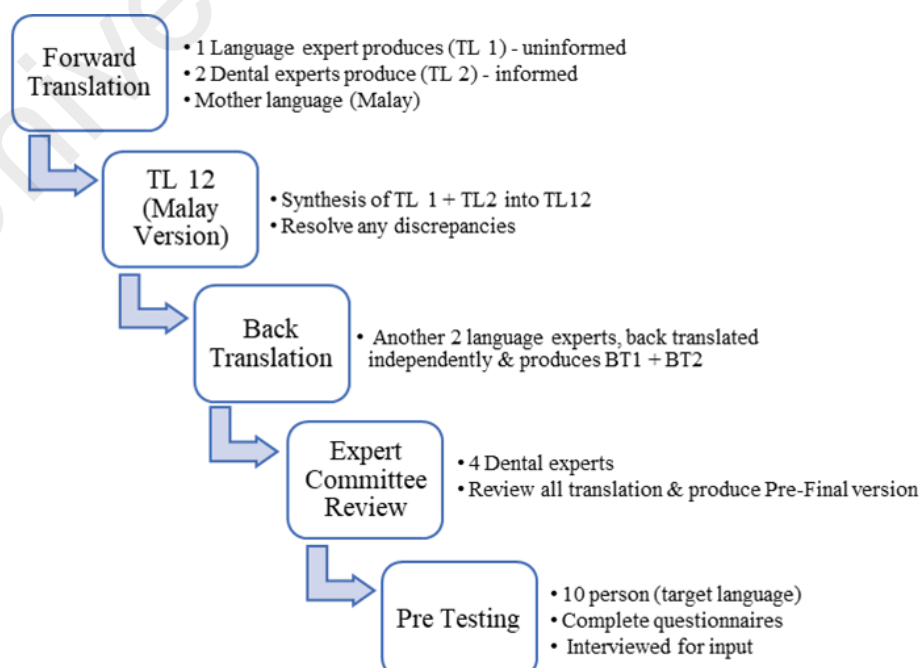 Forward
Translation
• 1 Language expert produces (TL 1) - uninformed
• 2 Dental experts produce (TL 2) - informed
• Mother language (Malay)
TL 12
(Malay
Version)
• Synthesis of TL 1 + TL2 into TL12
• Resolve any discrepancies
Back
Translation
• Another 2 language experts, back translated
independently & produces BT1 + BT2
Expert
Committee
Review
• 4 Dental experts
• Review all translation & produce Pre-Final version
Pre Testing
• 10 person (target language)
• Complete questionnaires
• Interviewed for input